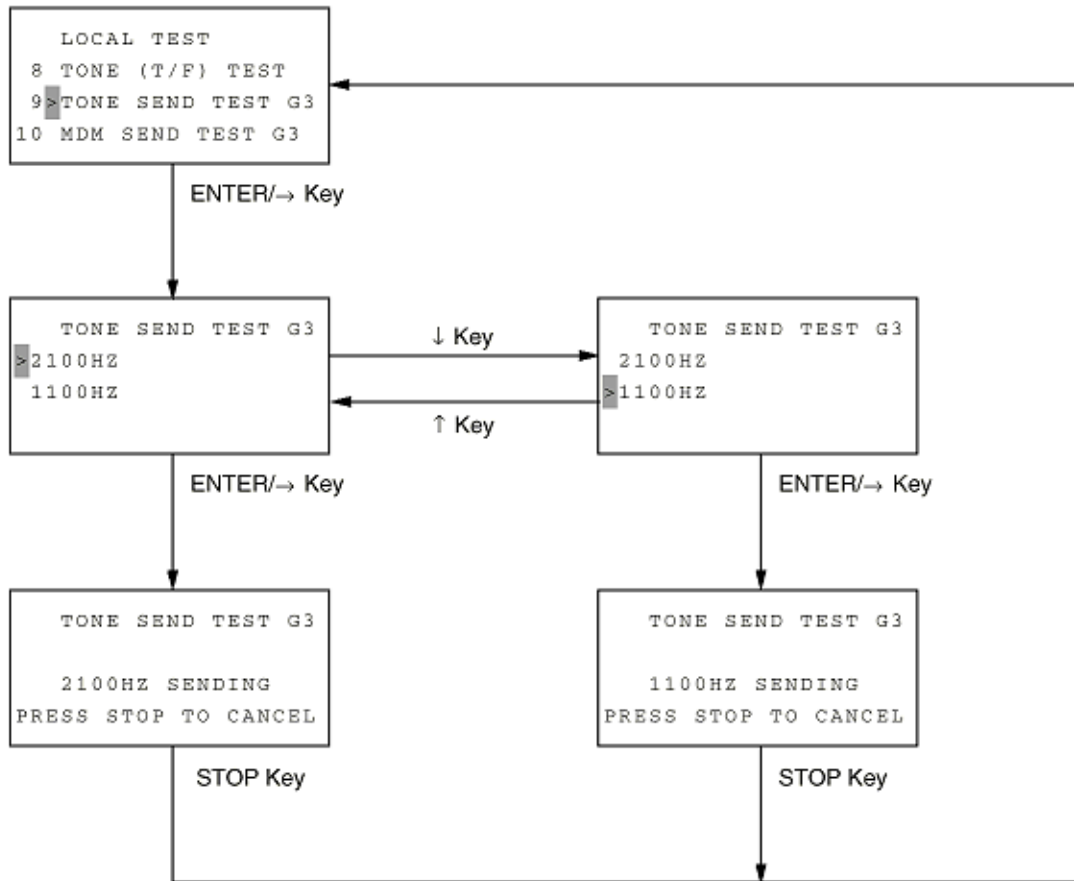 LOCAL TEST
8 TONE (T/F) TEST
9>TONE SEND TEST G3
10 MDM SEND TEST G3
ENTER/→ Key
TONE SEND TEST G3
>2100HZ
1100HZ
↓ Key
↑ Key
TONE SEND TEST G3
2100HZ
>1100HZ
ENTER/→ Key
ENTER/→ Key
TONE SEND TEST G3
2100HZ SENDING
PRESS STOP TO CANCEL
TONE SEND TEST G3
1100HZ SENDING
PRESS STOP TO CANCEL
STOP Key
STOP Key